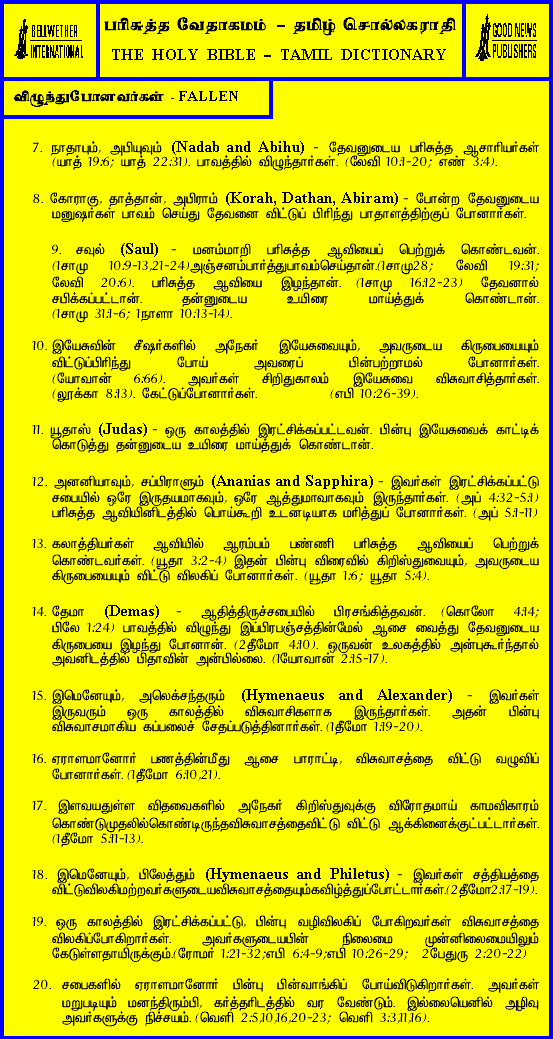 BELLWETHER
INTERNATIONAL
பரிசுத்த வேதாகமம் – தமிழ் சொல்லகராதி
THE HOLY BIBLE – TAMIL DICTIONARY
GOOD NEWS
PUBLISHERS
விழுந்துபோனவர்கள் - FALLEN
7. நாதாபும், அபியுவும் (Nadab and Abihu) - தேவனுடைய பரிசுத்த ஆசாரியர்கள்
(யாத் 19:6; யாத் 22:31). பாவத்தில் விழுந்தார்கள். (லேவி 10:1-20; எண் 3:4).
8. கோராகு, தாத்தான், அபிராம் (Korah, Dathan, Abiram) - போன்ற தேவனுடைய
மனுஷர்கள் பாவம் செய்து தேவனை விட்டுப் பிரிந்து பாதாளத்திற்குப் போனார்கள்.
9. சவுல் (Saul) - மனம்மாறி பரிசுத்த ஆவியைப் பெற்றுக் கொண்டவன்.
(1சாமு 10:9-13,21-24)அஞ்சனம்பார்த்துபாவம்செய்தான்.(1சாமு28; லேவி 19:31;
லேவி 20:6). பரிசுத்த ஆவியை இழந்தான். (1சாமு 16:12-23) தேவனால்
சபிக்கப்பட்டான். தன்னுடைய உயிரை மாய்த்துக் கொண்டான்.
(1சாமு 31:1-6; 1நாளா 10:13-14).
10. இயேசுவின் சீஷர்களில் அநேகர் இயேசுவையும், அவருடைய கிருபையையும்
விட்டுப்பிரிந்து போய் அவரைப் பின்பற்றாமல் போனார்கள்.
(யோவான் 6:66). அவர்கள் சிறிதுகாலம் இயேசுவை விசுவாசித்தார்கள்.
(லூக்கா 8:13). கேட்டுப்போனார்கள். (எபி 10:26-39).
11. யூதாஸ் (Judas) - ஒரு காலத்தில் இரட்சிக்கப்பட்டவன். பின்பு இயேசுவைக் காட்டிக்
கொடுத்து தன்னுடைய உயிரை மாய்த்துக் கொண்டான்.
12. அனனியாவும், சப்பிராளும் (Ananias and Sapphira) - இவர்கள் இரட்சிக்கப்பட்டு
சபையில் ஒரே இருதயமாகவும், ஒரே ஆத்துமாவாகவும் இருந்தார்கள். (அப் 4:32-5:1)
பரிசுத்த ஆவியினிடத்தில் பொய்கூறி உடனடியாக மரித்துப் போனார்கள். (அப் 5:1-11)
13. கலாத்தியர்கள் ஆவியில் ஆரம்பம் பண்ணி பரிசுத்த ஆவியைப் பெற்றுக்
கொண்டவர்கள். (யூதா 3:2-4) இதன் பின்பு விரைவில் கிறிஸ்துவையும், அவருடைய
கிருபையையும் விட்டு விலகிப் போனார்கள். (யூதா 1:6; யூதா 5:4).
14. தேமா (Demas) - ஆதித்திருச்சபையில் பிரசங்கித்தவன். (கொலோ 4:14;
பிலே 1:24) பாவத்தில் விழுந்து இப்பிரபஞ்சத்தின்மேல் ஆசை வைத்து தேவனுடைய
கிருபையை இழந்து போனான். (2தீமோ 4:10). ஒருவன் உலகத்தில் அன்புகூர்ந்தால்
அவனிடத்தில் பிதாவின் அன்பில்லை. (1யோவான் 2:15-17).
15. இமெனேயும், அலெக்சந்தரும் (Hymenaeus and Alexander) - இவர்கள்
இருவரும் ஒரு காலத்தில் விசுவாசிகளாக இருந்தார்கள். அதன் பின்பு
விசுவாசமாகிய கப்பலைச் சேதப்படுத்தினார்கள். (1தீமோ 1:19-20).
16. ஏராளமானோர் பணத்தின்மீது ஆசை பாராட்டி, விசுவாசத்தை விட்டு வழுவிப்
போனார்கள். (1தீமோ 6:10,21).
17. இளவயதுள்ள விதவைகளில் அநேகர் கிறிஸ்துவுக்கு விரோதமாய் காமவிகாரம்
கொண்டுமுதலில்கொண்டிருந்தவிசுவாசத்தைவிட்டு விட்டு ஆக்கினைக்குட்பட்டார்கள்.
(1தீமோ 5:11-13).
18. இமெனேயும், பிலேத்தும் (Hymenaeus and Philetus) - இவர்கள் சத்தியத்தை
விட்டுவிலகிமற்றவர்களுடையவிசுவாசத்தையும்கவிழ்த்துப்போட்டார்கள்.(2தீமோ2:17-19).
19. ஒரு காலத்தில் இரட்சிக்கப்பட்டு, பின்பு வழிவிலகிப் போகிறவர்கள் விசுவாசத்தை
விலகிப்போகிறார்கள். அவர்களுடையபின் நிலைமை முன்னிலைமையிலும்
கேடுள்ளதாயிருக்கும்.(ரோமர் 1:21-32;எபி 6:4-9;எபி 10:26-29; 2பேதுரு 2:20-22)
20. சபைகளில் ஏராளமானோர் பின்பு பின்வாங்கிப் போய்விடுகிறார்கள். அவர்கள்
மறுபடியும் மனந்திரும்பி, கர்த்தரிடத்தில் வர வேண்டும். இல்லையெனில் அழிவு
அவர்களுக்கு நிச்சயம். (வெளி 2:5,10,16,20-23; வெளி 3:3,11,16).